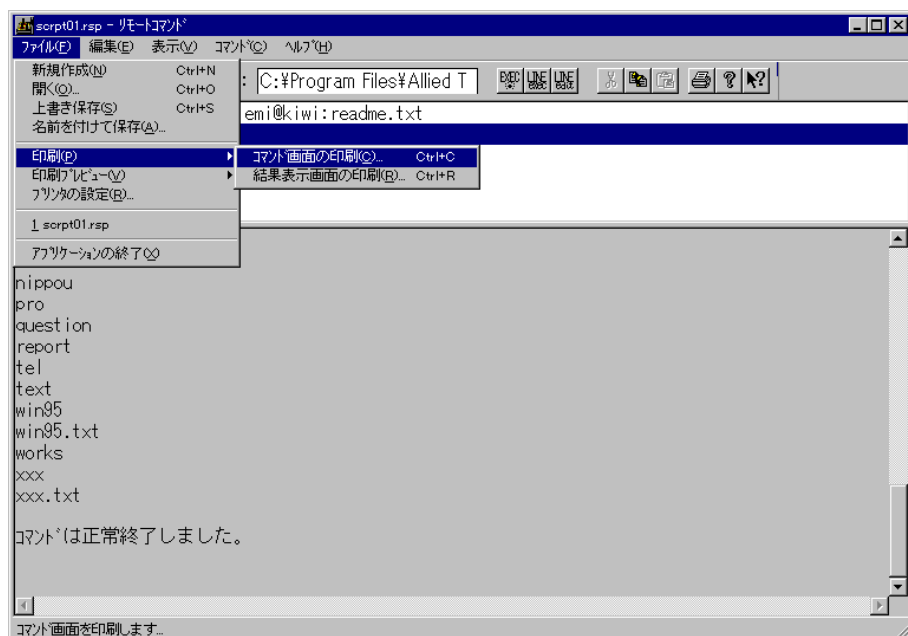 scrpt01.rsp - ﾘﾓｰﾄｺﾏﾝﾄﾞ
ﾌｧｲﾙ(F) 編集(E) 表示(V) ｺﾏﾝﾄﾞ(C) ﾍﾙﾌﾟ(H)
新規作成(N) Ctrl+N
開く(O)... Ctrl+O
上書き保存(S) Ctrl+S
名前を付けて保存(A)...
印刷(P)
印刷ﾌﾟﾚﾋﾞｭｰ(V)
ﾌﾟﾘﾝﾀの設定(R)...
1 scrpt01.rsp
ｱﾌﾟﾘｹｰｼｮﾝの終了(X)
ｺﾏﾝﾄﾞ画面の印刷(C)... Ctrl+C
結果表示画面の印刷(R)... Ctrl+R
: C:¥Program Files¥Allied T
EXEC LINE EXEC LINE
emi@kiwi:readme.txt
nippou
pro
question
report
tel
text
win95
win95.txt
works
xxx
xxx.txt
ｺﾏﾝﾄﾞは正常終了しました。
ｺﾏﾝﾄﾞ画面を印刷します...